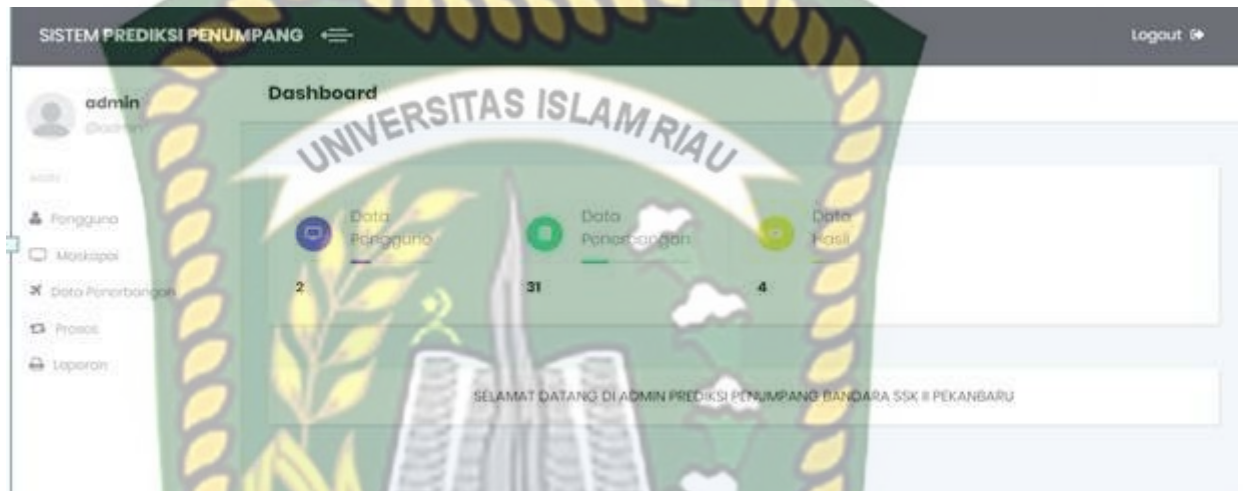 SISTEM PREDIKSI PENUMPANG
Logout
admin
Dashboard
UNIVERSITAS ISLAM RIAU
Pengguna
Maskapai
Data Penerbangan
Proses
Laporan
Data Pengguna
2
Data Penerbangan
31
Data Hasil
4
SELAMAT DATANG DI ADMIN PREDIKSI PENUMPANG BANDARA SSK II PEKANBARU